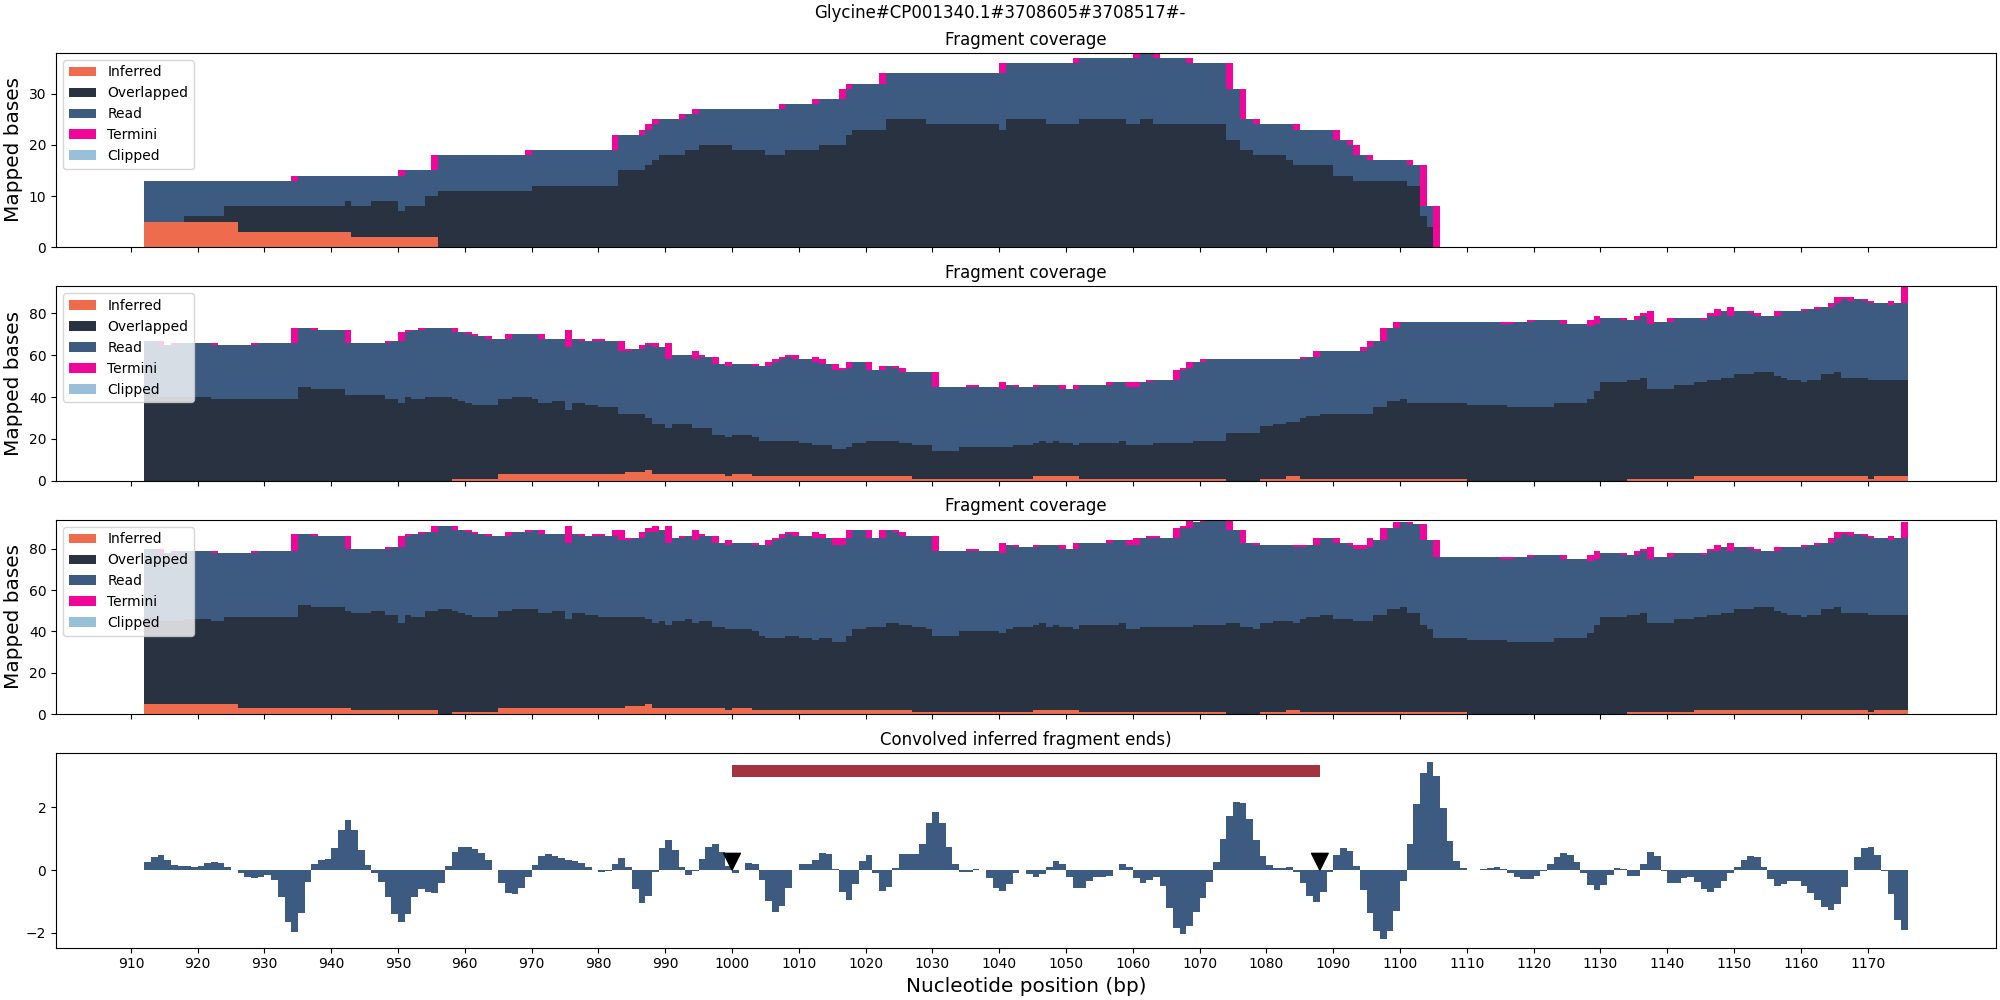 Glycine#CP001340.1#3708605#3708517#-
Fragment coverage
Mapped bases
30
20
10
0
Inferred
Overlapped
Read
Termini
Clipped
Fragment coverage
Mapped bases
80
60
40
20
0
Inferred
Overlapped
Read
Termini
Clipped
Fragment coverage
Mapped bases
80
60
40
20
0
Inferred
Overlapped
Read
Termini
Clipped
Convolved inferred fragment ends)
2
0
−2
910 920 930 940 950 960 970 980 990 1000 1010 1020 1030 1040 1050 1060 1070 1080 1090 1100 1110 1120 1130 1140 1150 1160 1170
Nucleotide position (bp)